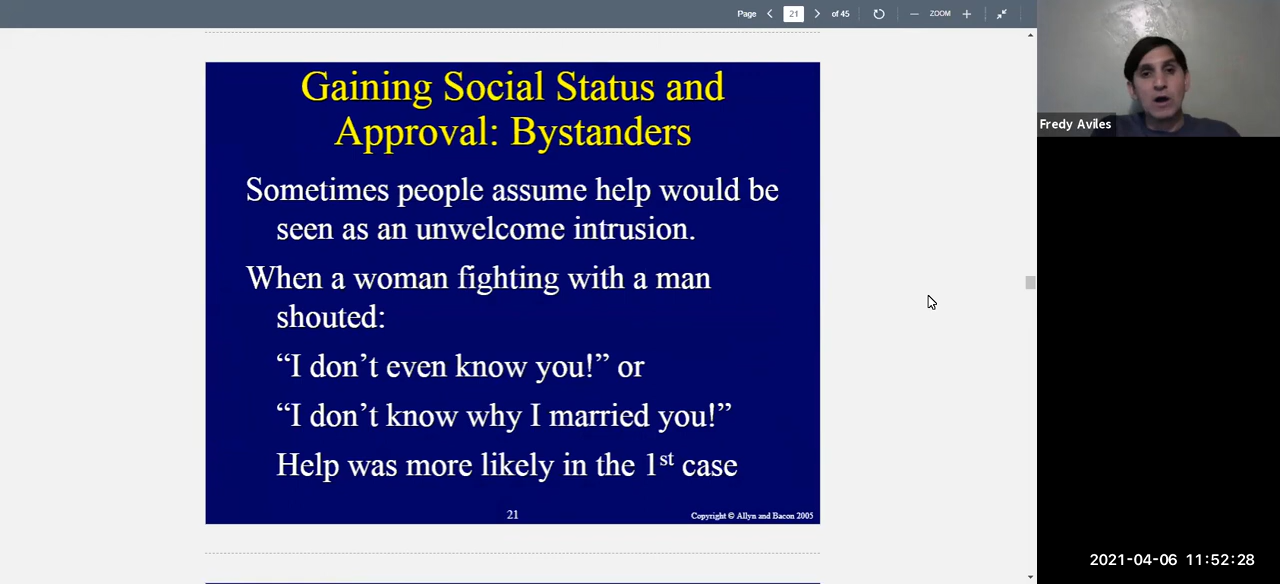 Page 21 of 45 ZOOM
Fredy Aviles
Gaining Social Status and
Approval: Bystanders
Sometimes people assume help would be
seen as an unwelcome intrusion.
When a woman fighting with a man
shouted:
“I don’t even know you!” or
“I don’t know why I married you!”
Help was more likely in the 1st case
21
Copyright © Allyn and Bacon 2005
2021-04-06 11:52:28